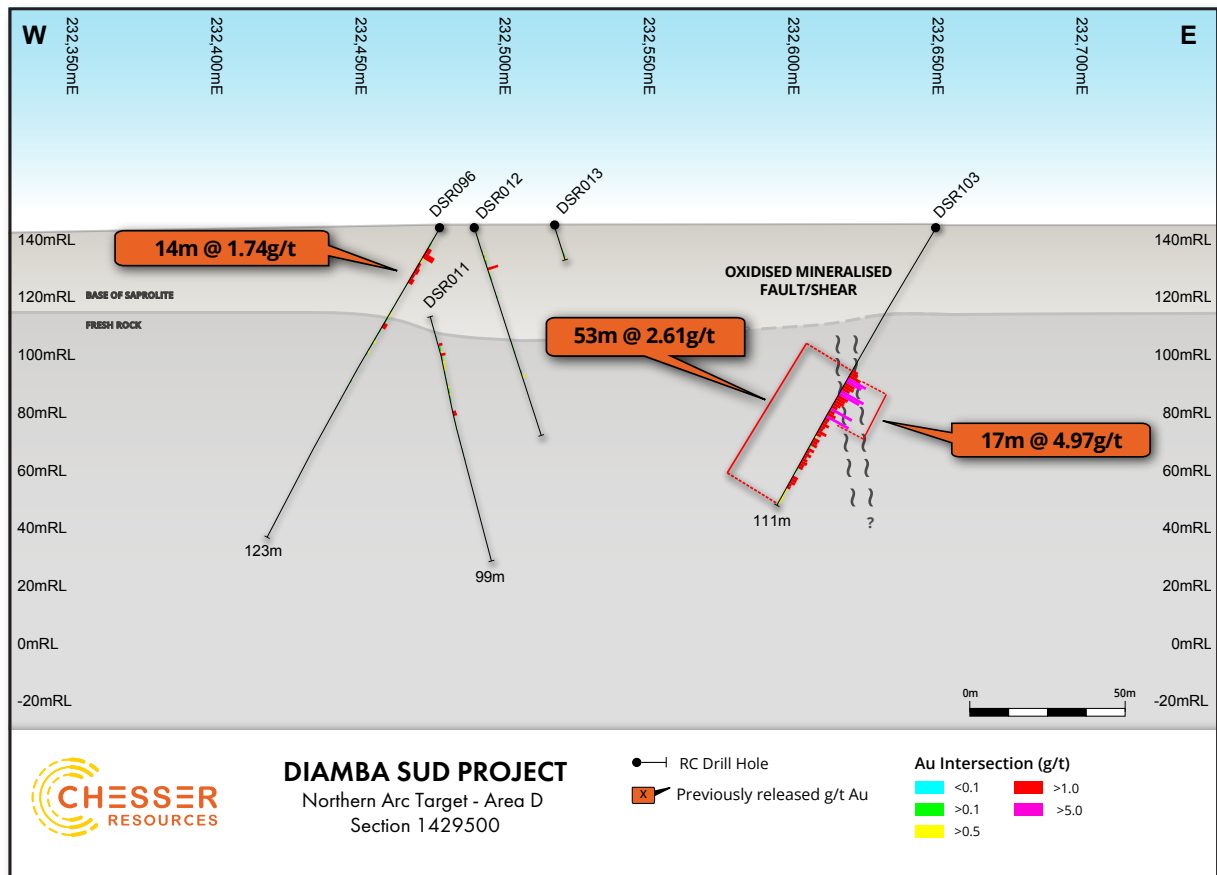 W
232,350mE
232,400mE
232,450mE
232,500mE
232,550mE
232,600mE
232,650mE
232,700mE
E
DSR096
DSR012
DSR013
DSR103
140mRL
140mRL
14m @ 1.74g/t
OXIDISED MINERALISED
FAULT/SHEAR
DSR011
120mRL
BASE OF SAPROLITE
120mRL
FRESH ROCK
53m @ 2.61g/t
100mRL
100mRL
80mRL
80mRL
17m @ 4.97g/t
60mRL
60mRL
111m
?
40mRL
40mRL
123m
99m
20mRL
20mRL
0mRL
0mRL
-20mRL
0m
50m
-20mRL
CHESSER
RESOURCES
DIAMBA SUD PROJECT
Northern Arc Target - Area D
Section 1429500
RC Drill Hole
X
Previously released g/t Au
Au Intersection (g/t)
<0.1
>1.0
>0.1
>5.0
>0.5